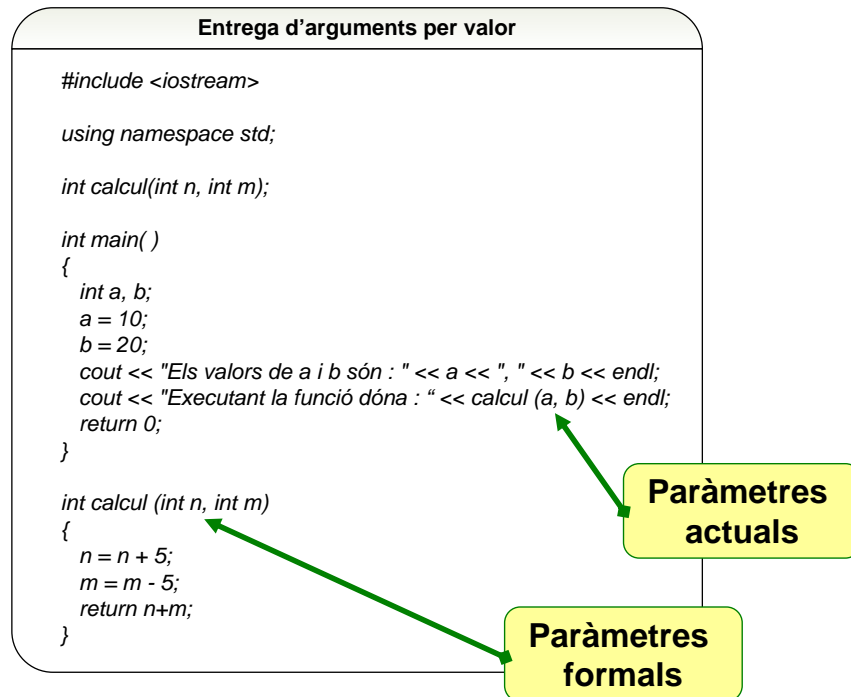 Entrega d'arguments per valor
#include <iostream>
using namespace std;
int calcul(int n, int m);
int main( )
{
int a, b;
a = 10;
b = 20;
cout << "Els valors de a i b són : " << a << ", " << b << endl;
cout << "Executant la funció dóna : “ << calcul (a, b) << endl;
return 0;
}
int calcul (int n, int m)
{
n = n + 5;
m = m - 5;
return n+m;
}
Paràmetres
actuals
Paràmetres
formals